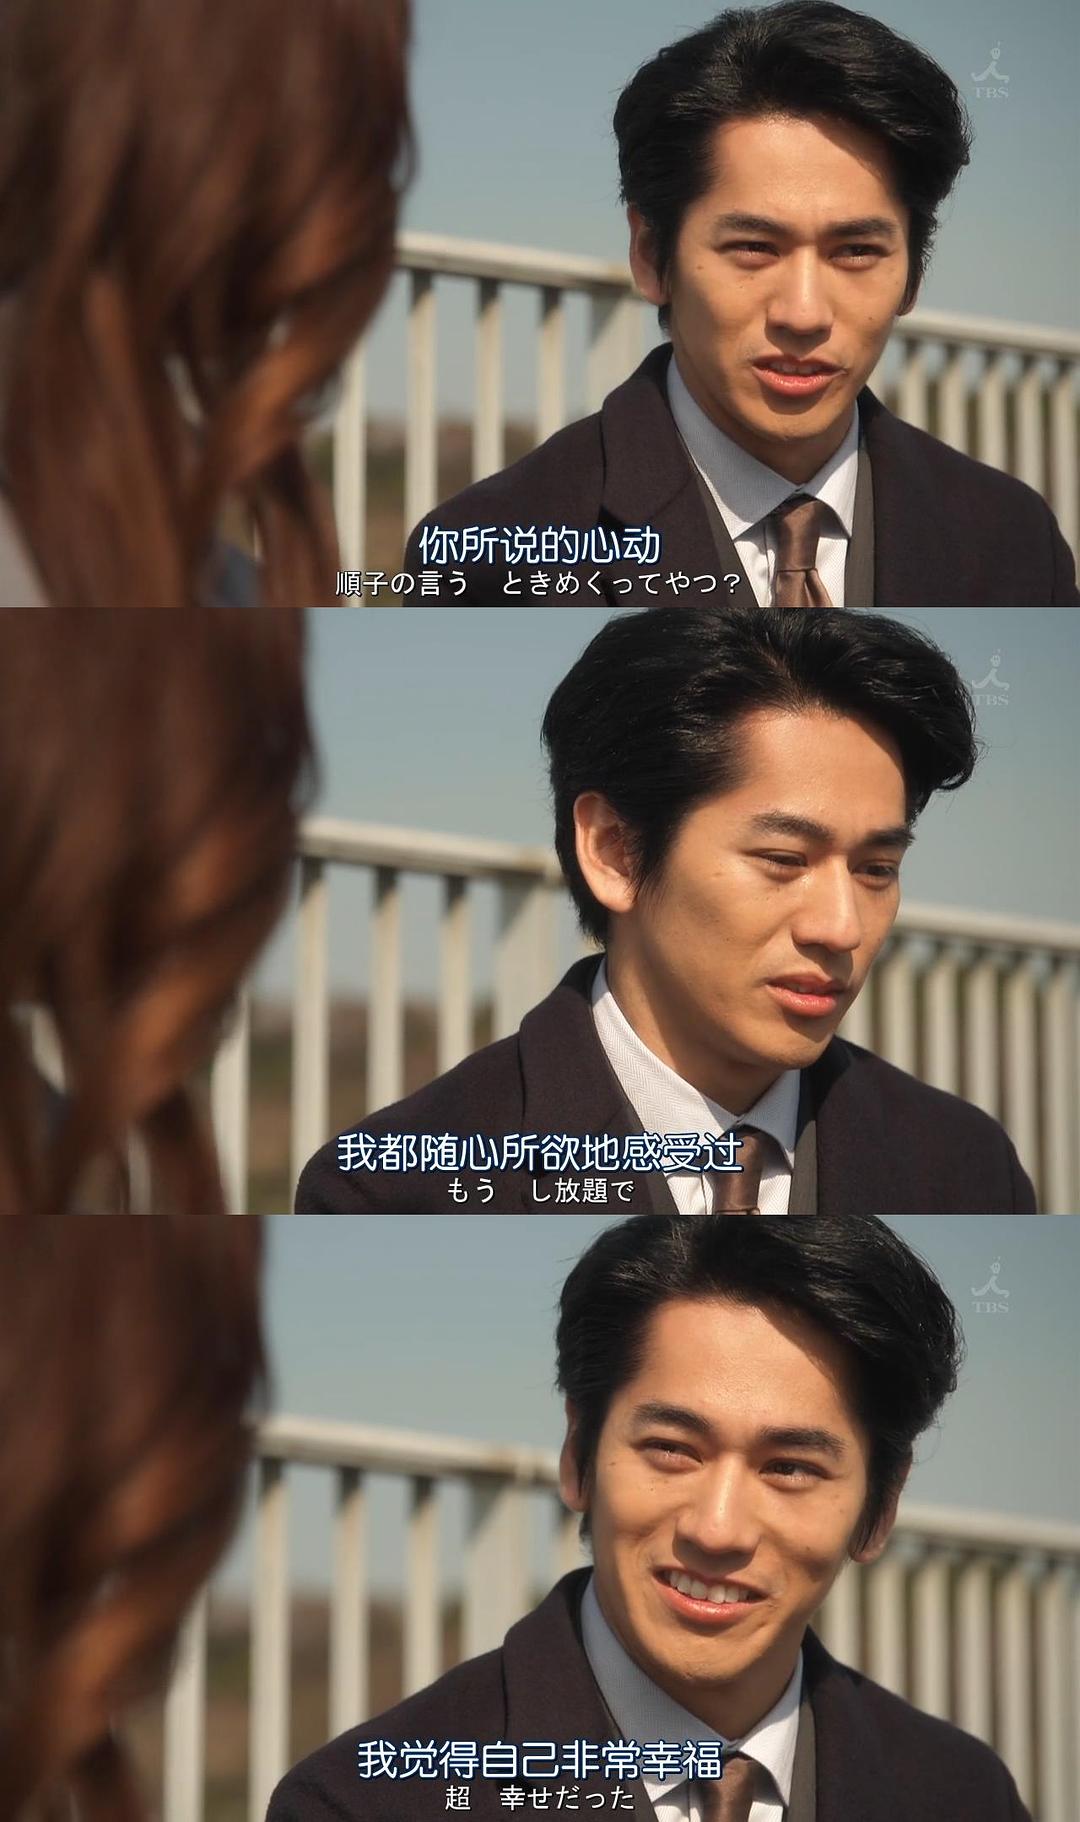 TBS
你所说的心动
順子の言う　ときめくってやつ？
TBS
我都随心所欲地感受过
もう　し放題で
TBS
我觉得自己非常幸福
超　幸せだった